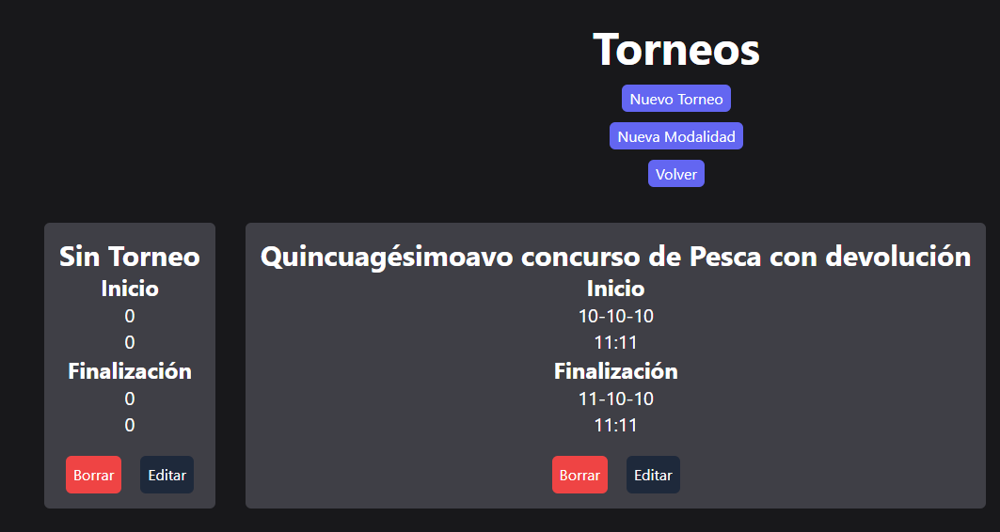 Torneos
Nuevo Torneo
Nueva Modalidad
Volver
Sin Torneo
Inicio
0
0
Finalización
0
0
Borrar Editar
Quincuagésimoavo concurso de Pesca con devolución
Inicio
10-10-10
11:11
Finalización
11-10-10
11:11
Borrar Editar